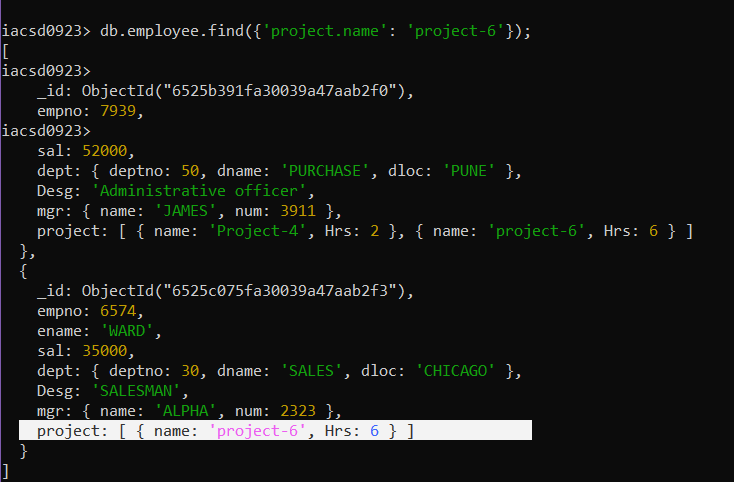 iacsd0923> db.employee.find({'project.name': 'project-6'});
[
iacsd0923>
_id: ObjectId("6525b391fa30039a47aab2f0"),
empno: 7939,
iacsd0923>
sal: 52000,
dept: { deptno: 50, dname: 'PURCHASE', dloc: 'PUNE' },
Desg: 'Administrative officer',
mgr: { name: 'JAMES', num: 3911 },
project: [ { name: 'Project-4', Hrs: 2 }, { name: 'project-6', Hrs: 6 } ]
},
{
_id: ObjectId("6525c075fa30039a47aab2f3"),
empno: 6574,
ename: 'WARD',
sal: 35000,
dept: { deptno: 30, dname: 'SALES', dloc: 'CHICAGO' },
Desg: 'SALESMAN',
mgr: { name: 'ALPHA', num: 2323 },
project: [ { name: 'project-6', Hrs: 6 } ]
}
]